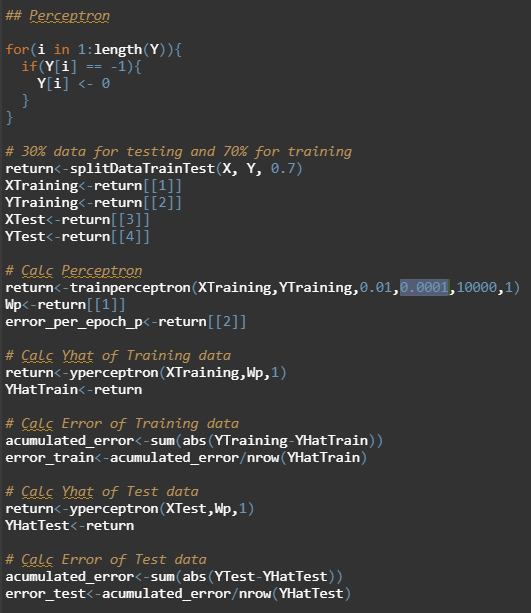 ## Perceptron
for(i in 1:length(Y)){
if(Y[i] == -1){
Y[i] <- 0
}
}
# 30% data for testing and 70% for training
return<-splitDataTrainTest(X, Y, 0.7)
XTraining<-return[[1]]
YTraining<-return[[2]]
XTest<-return[[3]]
YTest<-return[[4]]
# Calc Perceptron
return<-trainperceptron(XTraining,YTraining,0.01,0.0001,10000,1)
Wp<-return[[1]]
error_per_epoch_p<-return[[2]]
# Calc Yhat of Training data
return<-yperceptron(XTraining,Wp,1)
YHatTrain<-return
# Calc Error of Training data
acumulated_error<-sum(abs(YTraining-YHatTrain))
error_train<-acumulated_error/nrow(YHatTrain)
# Calc Yhat of Test data
return<-yperceptron(XTest,Wp,1)
YHatTest<-return
# Calc Error of Test data
acumulated_error<-sum(abs(YTest-YHatTest))
error_test<-acumulated_error/nrow(YHatTest)